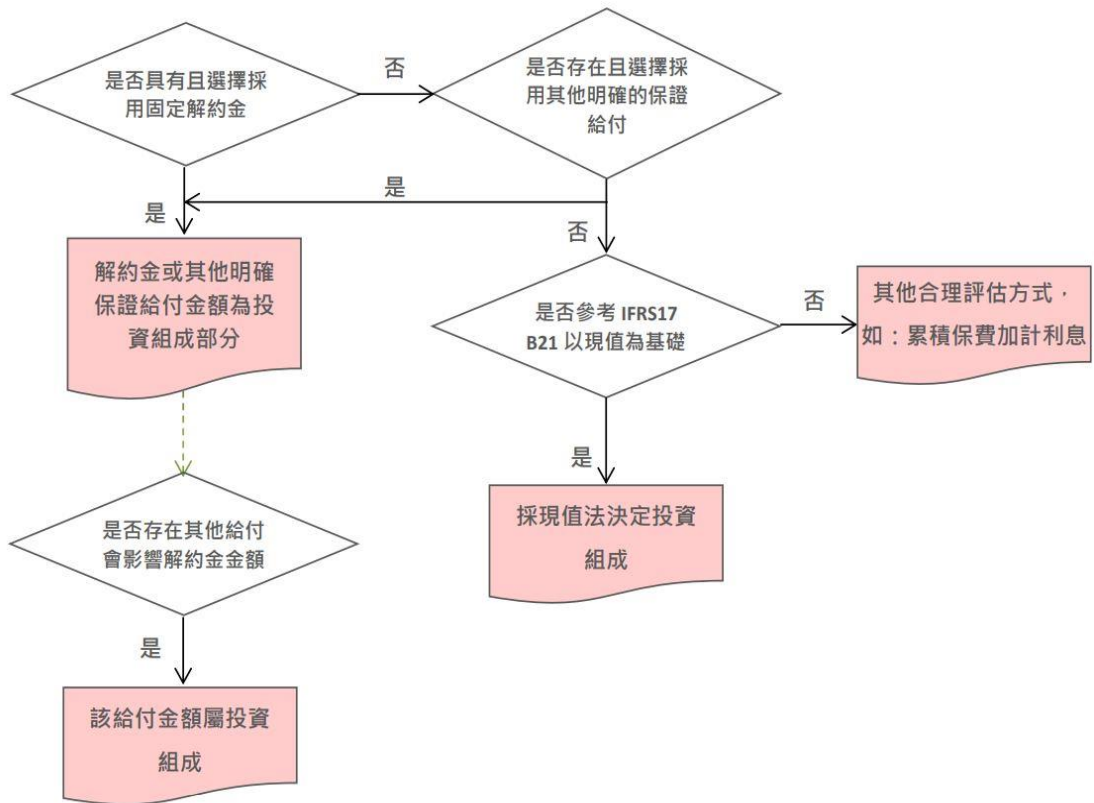 是否具有且選擇採
用固定解約金
否
是否存在且選擇採
用其他明確的保證
給付
是
是
否
解約金或其他明確
保證給付金額為投
資組成部分
是否參考 IFRS17
B21 以現值為基礎
否
其他合理評估方式，
如：累積保費加計利息
是
採現值法決定投資
組成
是否存在其他給付
會影響解約金金額
是
該給付金額屬投資
組成